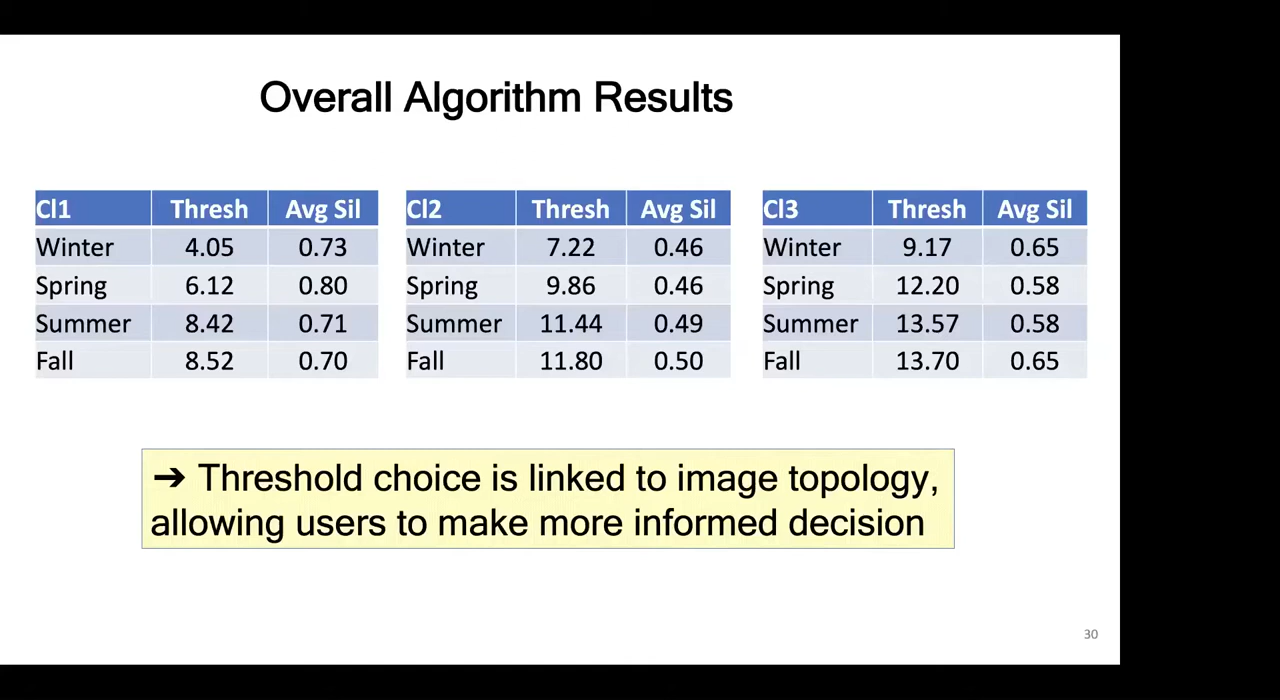 Overall Algorithm Results
Cl1 Thresh Avg Sil
Winter 4.05 0.73
Spring 6.12 0.80
Summer 8.42 0.71
Fall 8.52 0.70
Cl2 Thresh Avg Sil
Winter 7.22 0.46
Spring 9.86 0.46
Summer 11.44 0.49
Fall 11.80 0.50
Cl3 Thresh Avg Sil
Winter 9.17 0.65
Spring 12.20 0.58
Summer 13.57 0.58
Fall 13.70 0.65
➔ Threshold choice is linked to image topology,
allowing users to make more informed decision
30